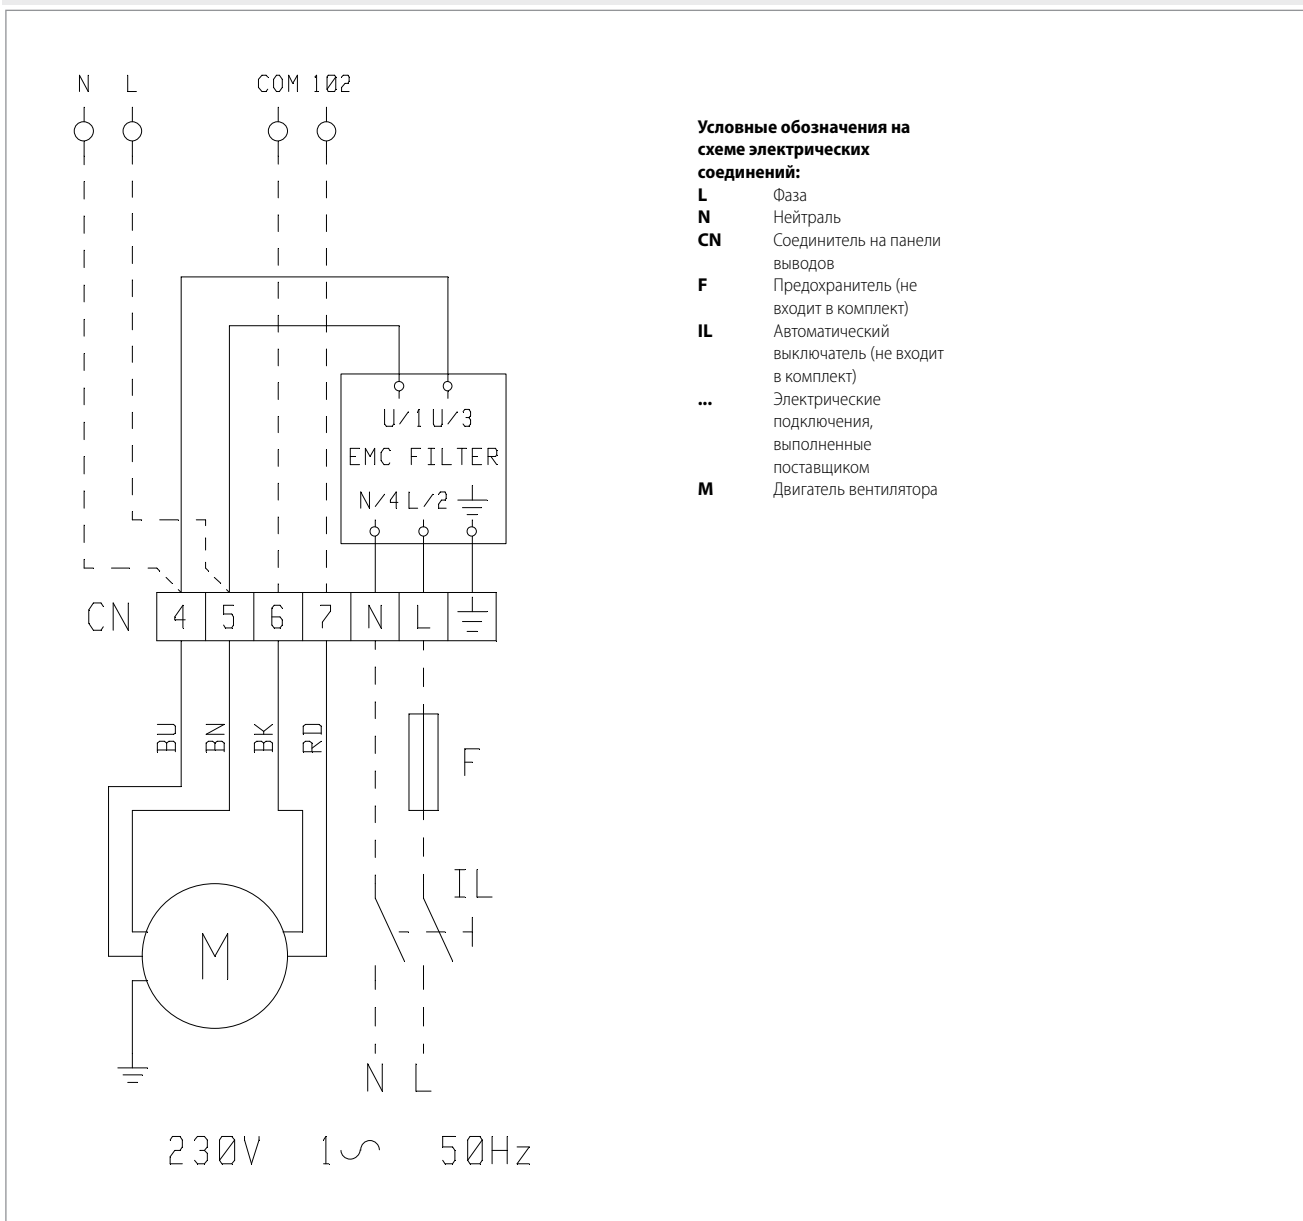 N L COM 102
U/1 U/3
EMC FILTER
N/4 L/2
CN 4 5 6 7 N L
BU BN BK RD
F
IL
M
N L
230V 1 50Hz
Условные обозначения на
схеме электрических
соединений:
L Фаза
N Нейтраль
CN Соединитель на панели
выводов
F Предохранитель (не
входит в комплект)
IL Автоматический
выключатель (не входит
в комплект)
... Электрические
подключения,
выполненные
поставщиком
M Двигатель вентилятора